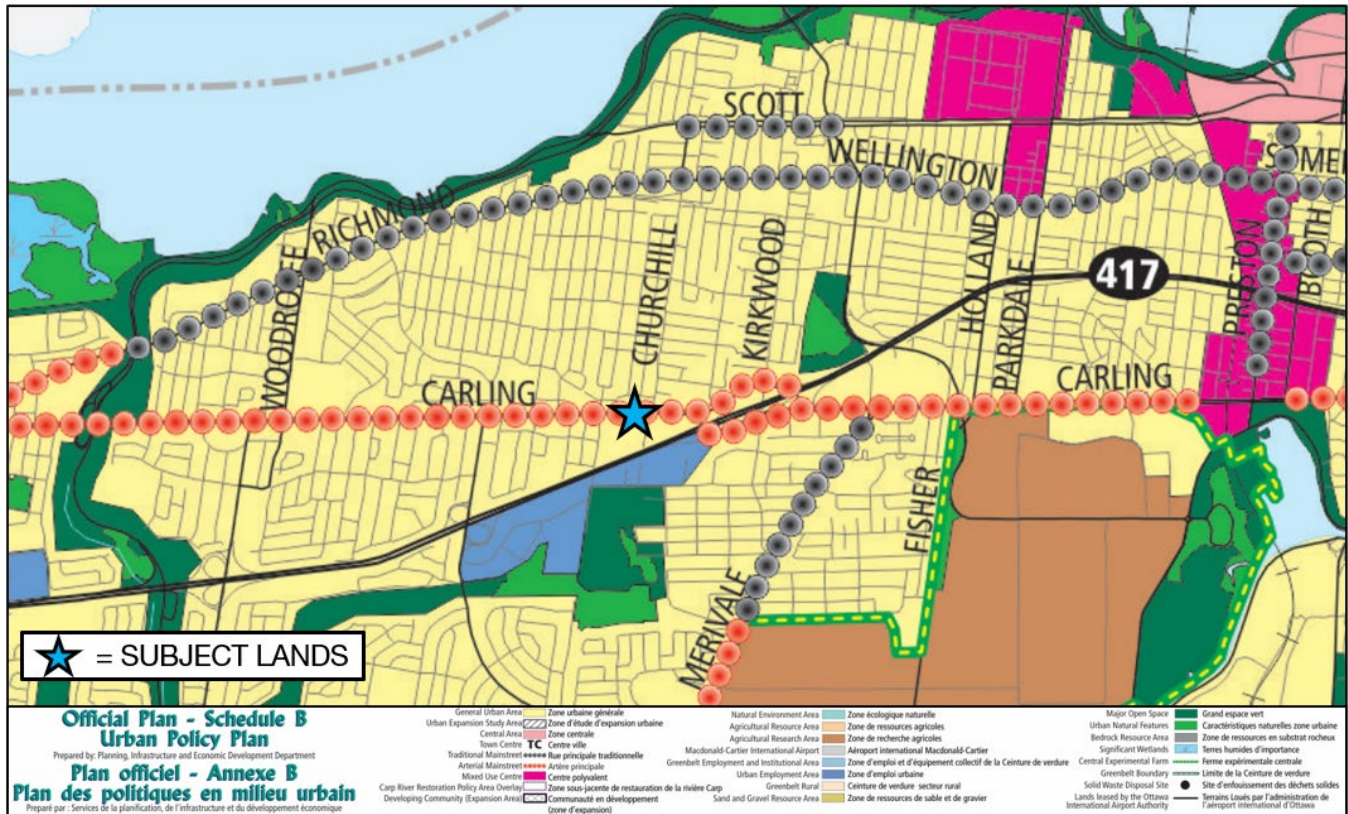 SCOTT
WELLINGTON
SOMER
RICHMOND
WOODROFFE
CHURCHILL
KIRKWOOD
HOLLAND
PARKDALE
417
PRESTON
BOOTH
CARLING
CARLING
FISHER
MERIVALE
= SUBJECT LANDS
Official Plan - Schedule B
Urban Policy Plan
Prepared by: Planning, Infrastructure and Economic Development Department
Plan officiel - Annexe B
Plan des politiques en milieu urbain
Préparé par : Services de la planification, de l'infrastructure et du développement économique
General Urban Area Zone urbaine générale
Urban Expansion Study Area Zone d'étude d'expansion urbaine
Central Area Zone centrale
Town Centre TC Centre ville
Traditional Mainstreet Rue principale traditionnelle
Arterial Mainstreet Artère principale
Mixed Use Centre Centre polyvalent
Carp River Restoration Policy Area Overlay Zone sous-jacente de restauration de la rivière Carp
Developing Community (Expansion Area) Communauté en développement
(zone d'expansion)
Natural Environment Area Zone écologique naturelle
Agricultural Resource Area Zone de ressources agricoles
Agricultural Research Area Zone de recherche agricoles
Macdonald-Cartier International Airport Aéroport international Macdonald-Cartier
Greenbelt Employment and Institutional Area Zone d'emploi et d'équipement collectif de la Ceinture de verdure
Urban Employment Area Zone d'emploi urbaine
Greenbelt Rural Ceinture de verdure secteur rural
Sand and Gravel Resource Area Zone de ressources de sable et de gravier
Major Open Space Grand espace vert
Urban Natural Features Caractéristiques naturelles zone urbaine
Bedrock Resource Area Zone de ressources en substrat rocheux
Significant Wetlands Terres humides d'importance
Central Experimental Farm Ferme expérimentale centrale
Greenbelt Boundary Limite de la Ceinture de verdure
Solid Waste Disposal Site Site d'enfouissement des déchets solides
Lands leased by the Ottawa Terrains Loués par l'administration de
International Airport Authority l'aéroport international d'Ottawa